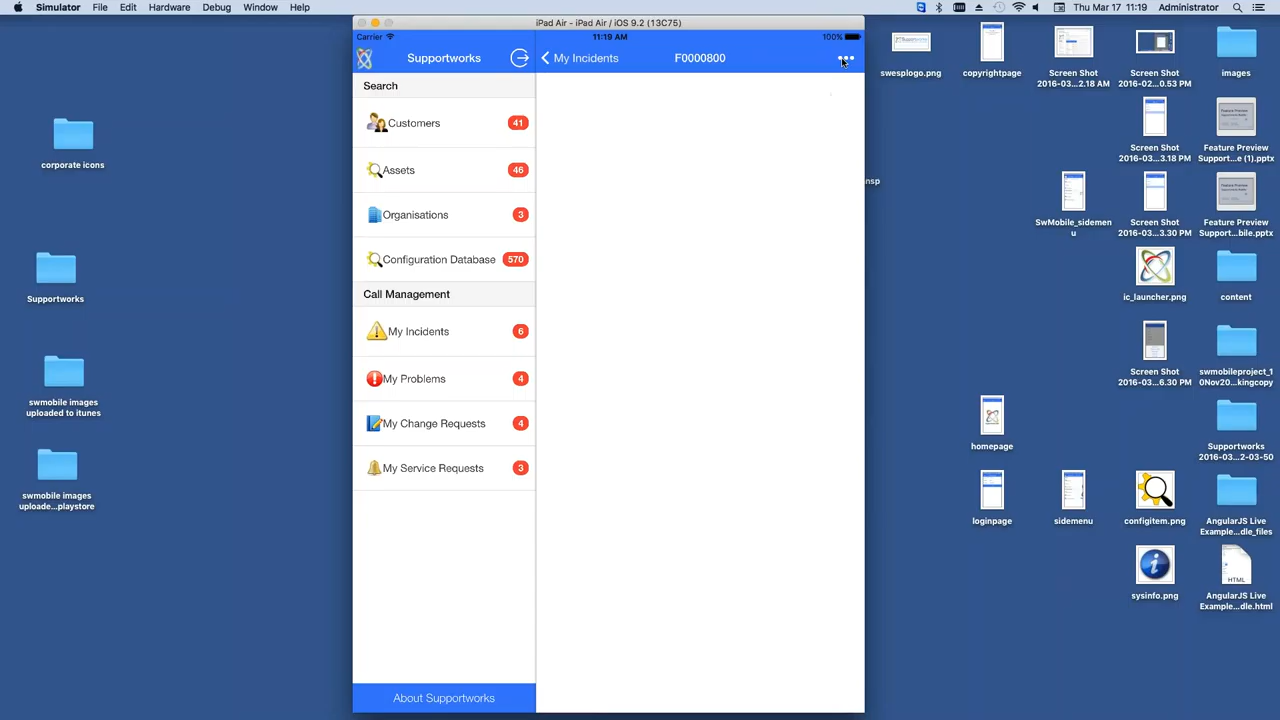 Simulator File Edit Hardware Debug Window Help
Thu Mar 17 11:19 Administrator
iPad Air - iPad Air / iOS 9.2 (13C75)
Carrier
11:19 AM
100%
Supportworks
My Incidents
F0000800
Search
Customers 41
Assets 46
Organisations 3
Configuration Database 570
Call Management
My Incidents 6
My Problems 4
My Change Requests 4
My Service Requests 3
About Supportworks
corporate icons
Supportworks
swmobile images
uploaded to itunes
swmobile images
uploade...playstore
swesplogo.png
copyrightpage
Screen Shot
2016-03...2.18 AM
Screen Shot
2016-02...0.53 PM
images
Screen Shot
2016-03...3.18 PM
Feature Preview
Support...e (1).pptx
nsp
SwMobile_sidemen
u
Screen Shot
2016-03...3.30 PM
Feature Preview
Support...bile.pptx
ic_launcher.png
content
Screen Shot
2016-03...6.30 PM
swmobileproject_1
0Nov20...kingcopy
homepage
Supportworks
2016-03...2-03-50
loginpage
sidemenu
configitem.png
AngularJS Live
Example...dle_files
sysinfo.png
HTML
AngularJS Live
Example...dle.html